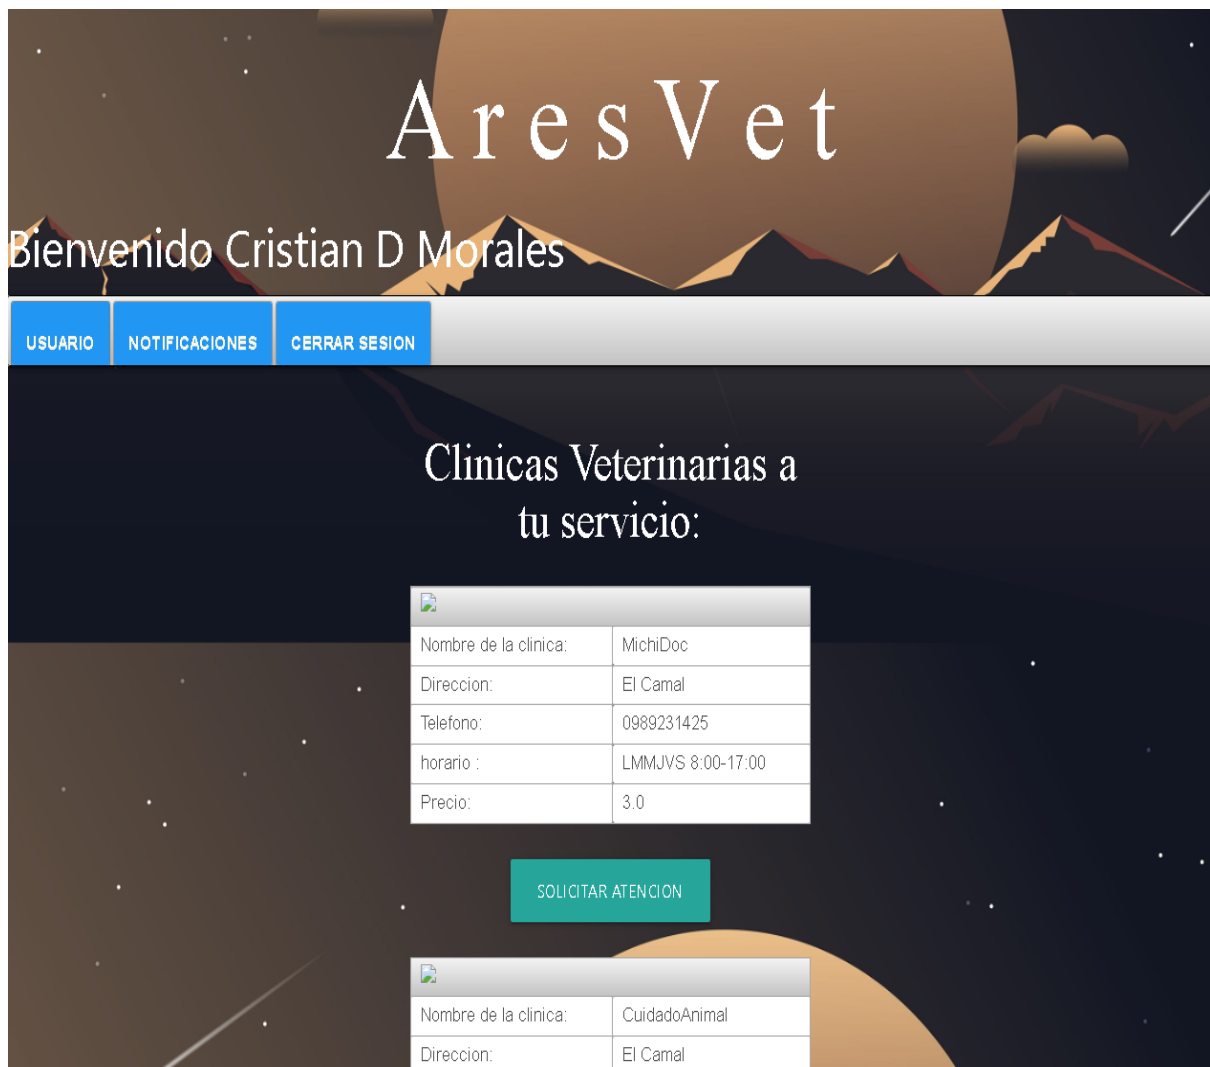 AresVet
Bienvenido Cristian D Morales
USUARIO NOTIFICACIONES CERRAR SESION
Clinicas Veterinarias a
tu servicio:
Nombre de la clinica: MichiDoc
Direccion: El Camal
Telefono: 0989231425
horario : LMMJVS 8:00-17:00
Precio: 3.0
SOLICITAR ATENCION
Nombre de la clinica: CuidadoAnimal
Direccion: El Camal